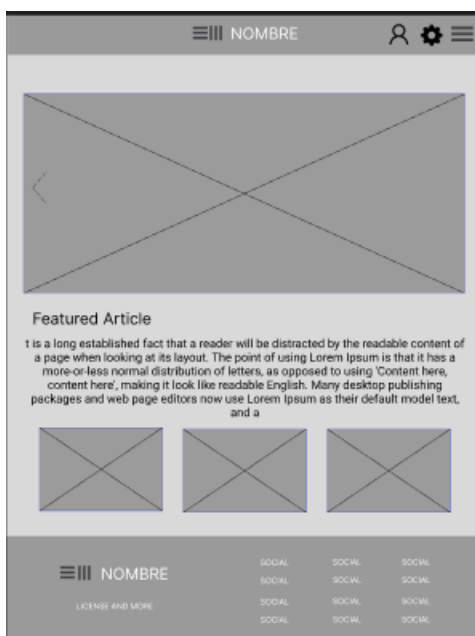 NOMBRE
Featured Article
t is a long established fact that a reader will be distracted by the readable content of
a page when looking at its layout. The point of using Lorem Ipsum is that it has a
more-or-less normal distribution of letters, as opposed to using 'Content here,
content here', making it look like readable English. Many desktop publishing
packages and web page editors now use Lorem Ipsum as their default model text,
and a
NOMBRE
LICENSE AND MORE
SOCIAL SOCIAL SOCIAL
SOCIAL SOCIAL SOCIAL
SOCIAL SOCIAL SOCIAL
SOCIAL SOCIAL SOCIAL